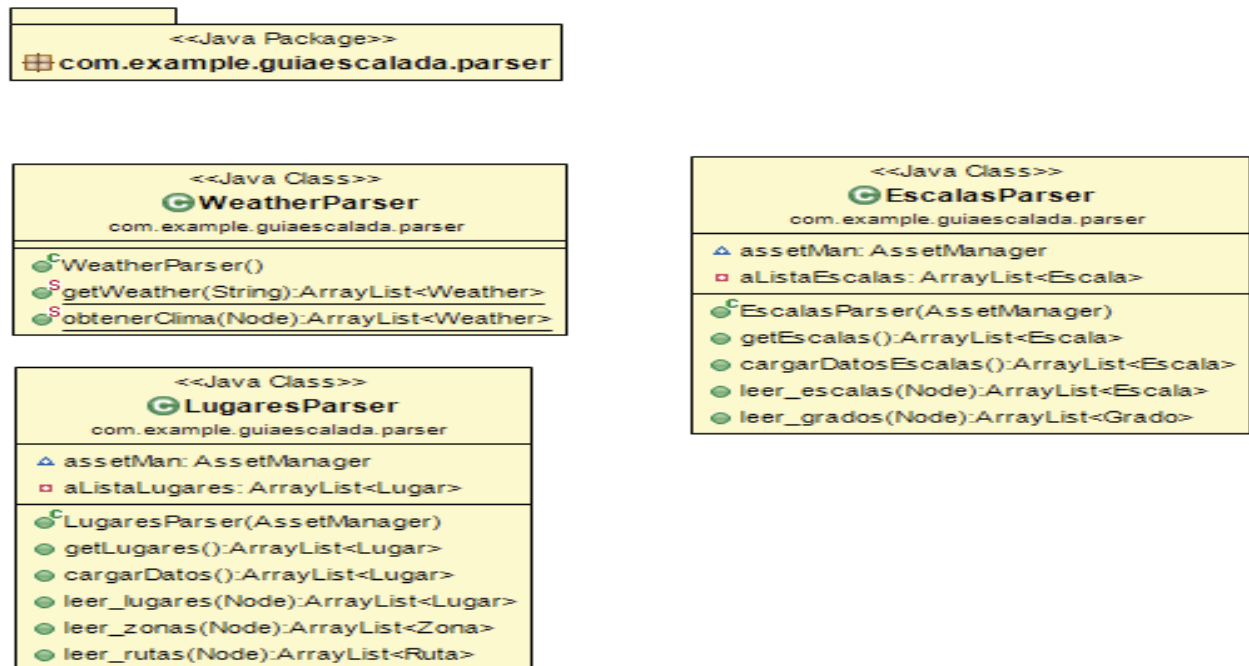 <<Java Package>>
com.example.guiaescalada.parser
<<Java Class>>
WeatherParser
com.example.guiaescalada.parser
WeatherParser()
getWeather(String):ArrayList<Weather>
obtenerClima(Node):ArrayList<Weather>
<<Java Class>>
EscalasParser
com.example.guiaescalada.parser
assetMan: AssetManager
aListaEscalas: ArrayList<Escala>
EscalasParser(AssetManager)
getEscalas():ArrayList<Escala>
cargarDatosEscalas():ArrayList<Escala>
leer_escalas(Node):ArrayList<Escala>
leer_grados(Node):ArrayList<Grado>
<<Java Class>>
LugaresParser
com.example.guiaescalada.parser
assetMan: AssetManager
aListaLugares: ArrayList<Lugar>
LugaresParser(AssetManager)
getLugares():ArrayList<Lugar>
cargarDatos():ArrayList<Lugar>
leer_lugares(Node):ArrayList<Lugar>
leer_zonas(Node):ArrayList<Zona>
leer_rutas(Node):ArrayList<Ruta>